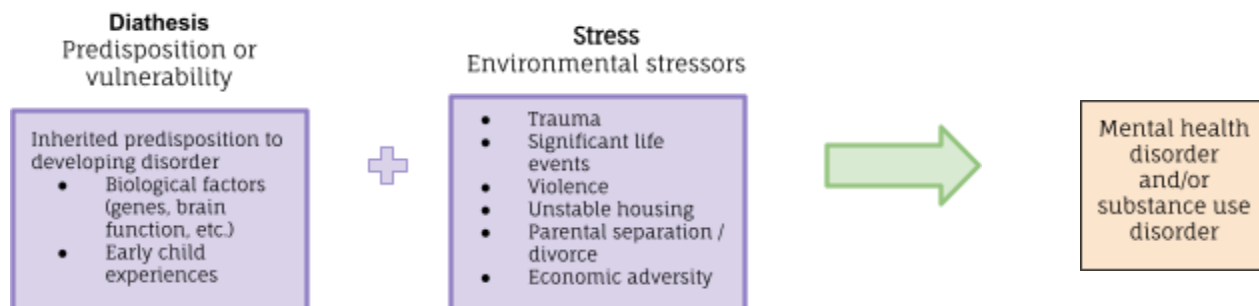 Diathesis
Predisposition or
vulnerability
Inherited predisposition to
developing disorder
● Biological factors
(genes, brain
function, etc.)
● Early child
experiences
Stress
Environmental stressors
● Trauma
● Significant life
events
● Violence
● Unstable housing
● Parental separation /
divorce
● Economic adversity
Mental health
disorder
and/or
substance use
disorder